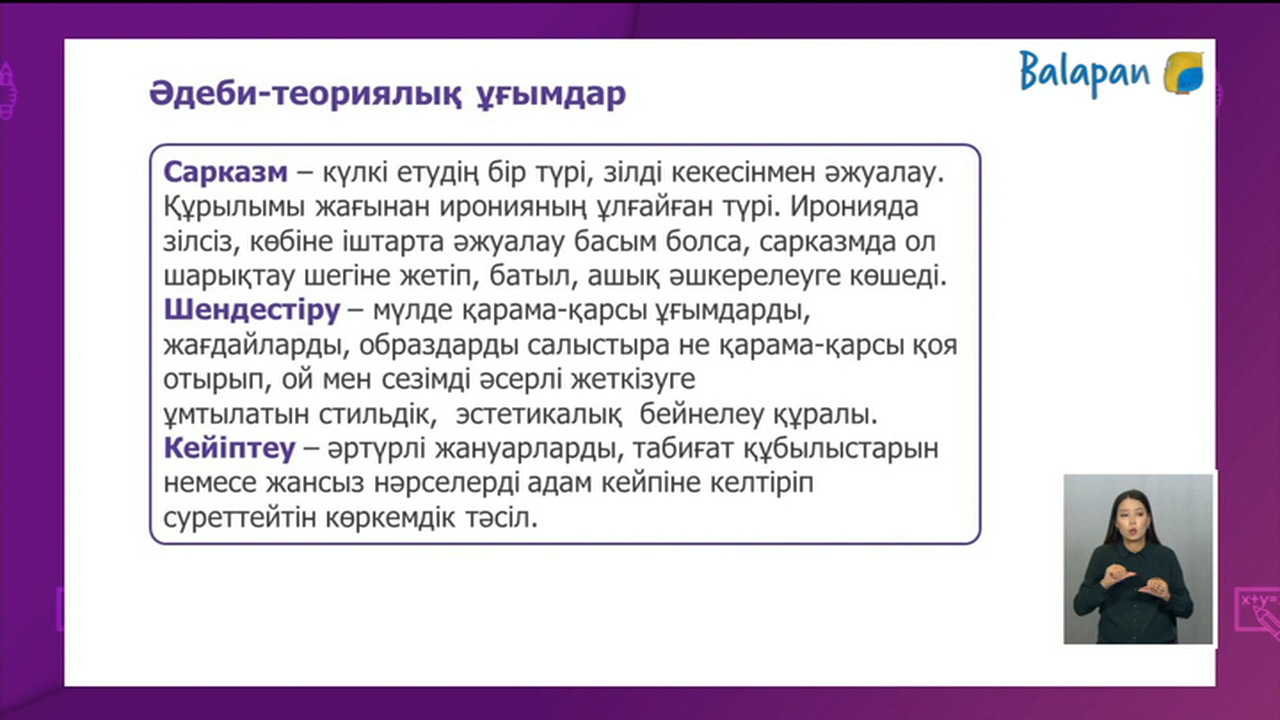 Balapan
Әдеби-теориялық ұғымдар
Сарказм – күлкі етудің бір түрі, зілді кекесінмен әжуалау.
Құрылымы жағынан иронияның ұлғайған түрі. Иронияда
зілсіз, көбіне іштарта әжуалау басым болса, сарказмда ол
шарықтау шегіне жетіп, батыл, ашық әшкерелеуге көшеді.
Шендестіру – мүлде қарама-қарсы ұғымдарды,
жағдайларды, образдарды салыстыра не қарама-қарсы қоя
отырып, ой мен сезімді әсерлі жеткізуге
ұмтылатын стильдік, эстетикалық бейнелеу құралы.
Кейіптеу – әртүрлі жануарларды, табиғат құбылыстарын
немесе жансыз нәрселерді адам кейпіне келтіріп
суреттейтін көркемдік тәсіл.
x+y=